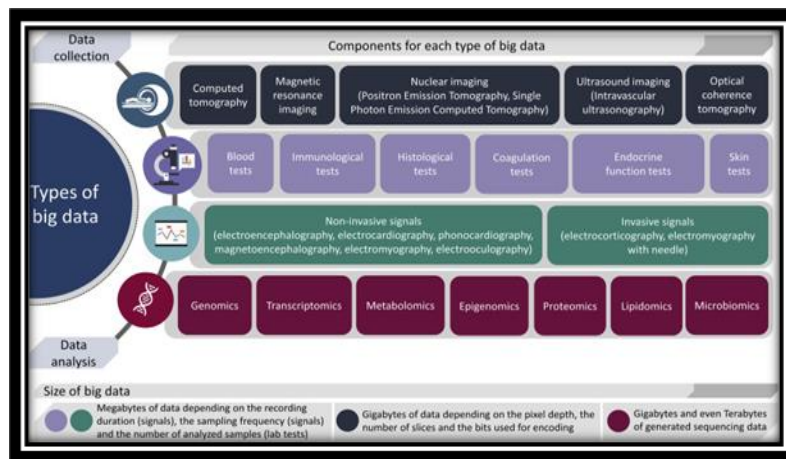 Data
collection
Components for each type of big data
Computed
tomography
Magnetic
resonance
imaging
Nuclear imaging
(Positron Emission Tomography, Single
Photon Emission Computed Tomography)
Ultrasound imaging
(Intravascular
ultrasonography)
Optical
coherence
tomography
Blood
tests
Immunological
tests
Histological
tests
Coagulation
tests
Endocrine
function tests
Skin
tests
Types of
big data
Non-invasive signals
(electroencephalography, electrocardiography, phonocardiography,
magnetoencephalography, electromyography, electrooculography)
Invasive signals
(electrocorticography, electromyography
with needle)
Genomics
Transcriptomics
Metabolomics
Epigenomics
Proteomics
Lipidomics
Microbiomics
Data
analysis
Size of big data
Megabytes of data depending on the recording
duration (signals), the sampling frequency (signals)
and the number of analyzed samples (lab tests)
Gigabytes of data depending on the pixel depth, the
number of slices and the bits used for encoding
Gigabytes and even Terabytes
of generated sequencing data